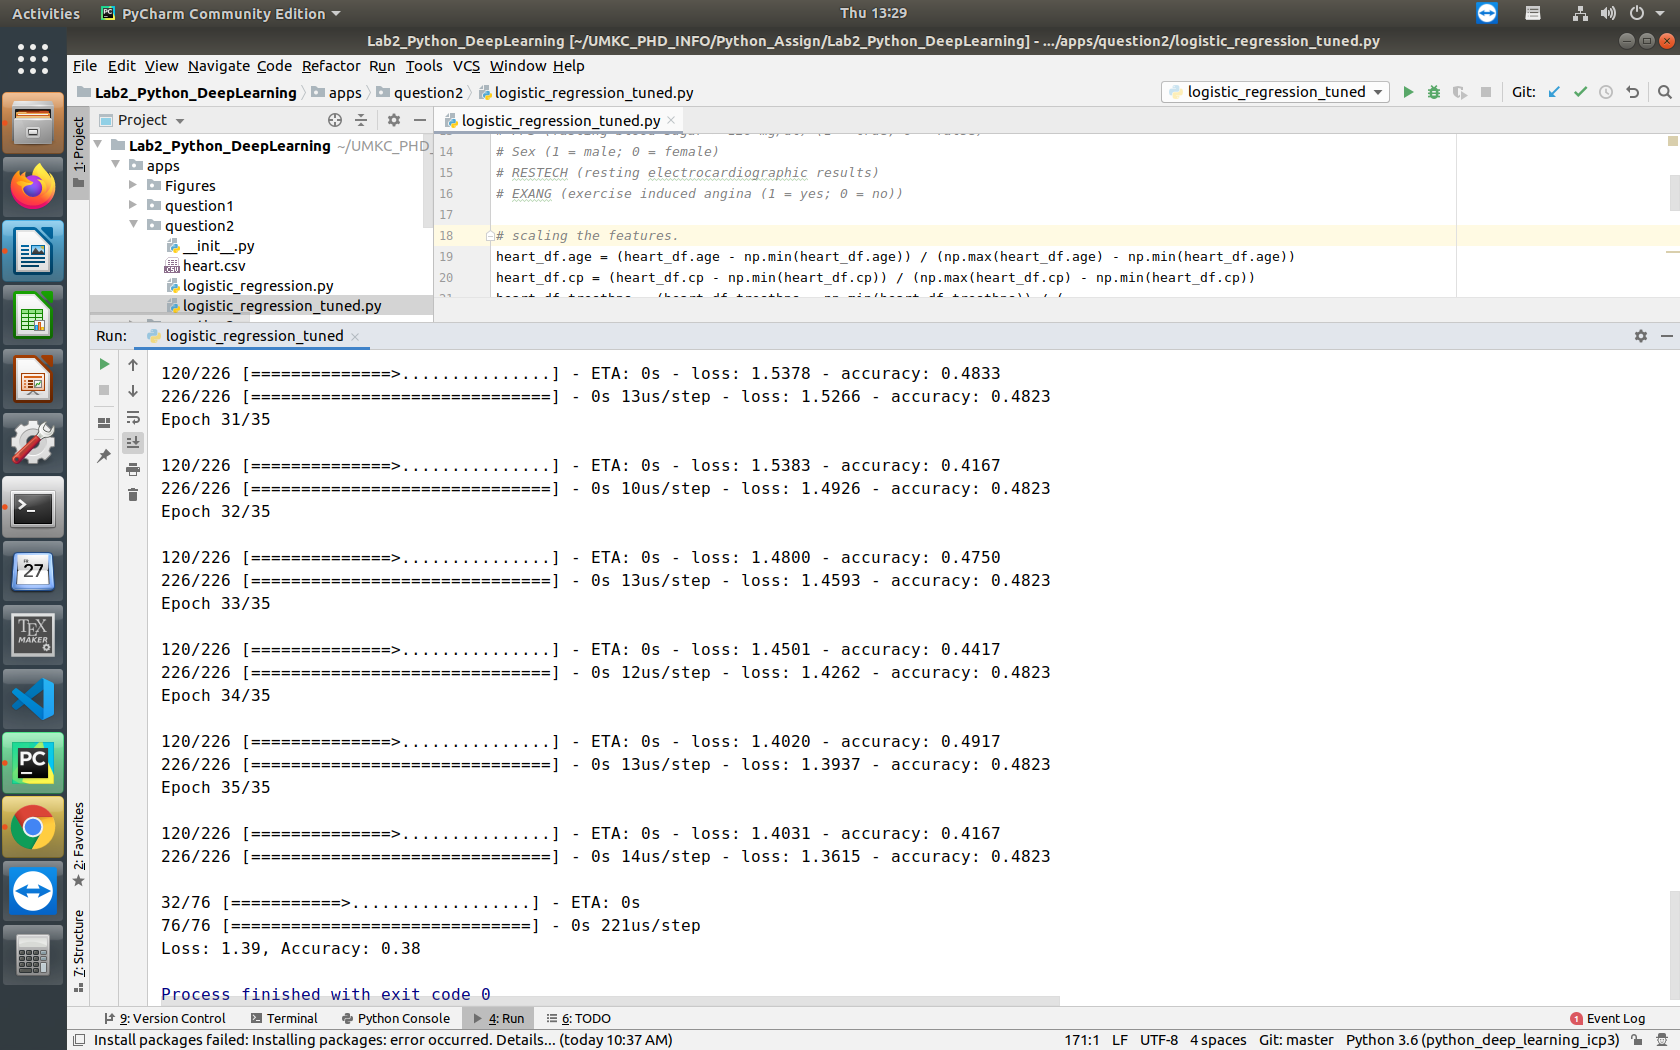 Activities PyCharm Community Edition Thu 13:29
Lab2_Python_DeepLearning [~/UMKC_PHD_INFO/Python_Assign/Lab2_Python_DeepLearning] - .../apps/question2/logistic_regression_tuned.py
File Edit View Navigate Code Refactor Run Tools VCS Window Help
Lab2_Python_DeepLearning apps question2 logistic_regression_tuned.py logistic_regression_tuned Git:
1: Project
Project
Lab2_Python_DeepLearning ~/UMKC_PHD_
apps
Figures
question1
question2
__init__.py
heart.csv
logistic_regression.py
logistic_regression_tuned.py
logistic_regression_tuned.py
14 # Sex (1 = male; 0 = female)
15 # RESTECH (resting electrocardiographic results)
16 # EXANG (exercise induced angina (1 = yes; 0 = no))
17
18 # scaling the features.
19 heart_df.age = (heart_df.age - np.min(heart_df.age)) / (np.max(heart_df.age) - np.min(heart_df.age))
20 heart_df.cp = (heart_df.cp - np.min(heart_df.cp)) / (np.max(heart_df.cp) - np.min(heart_df.cp))
Run: logistic_regression_tuned
120/226 [==============>...............] - ETA: 0s - loss: 1.5378 - accuracy: 0.4833
226/226 [==============================] - 0s 13us/step - loss: 1.5266 - accuracy: 0.4823
Epoch 31/35
120/226 [==============>...............] - ETA: 0s - loss: 1.5383 - accuracy: 0.4167
226/226 [==============================] - 0s 10us/step - loss: 1.4926 - accuracy: 0.4823
Epoch 32/35
120/226 [==============>...............] - ETA: 0s - loss: 1.4800 - accuracy: 0.4750
226/226 [==============================] - 0s 13us/step - loss: 1.4593 - accuracy: 0.4823
Epoch 33/35
120/226 [==============>...............] - ETA: 0s - loss: 1.4501 - accuracy: 0.4417
226/226 [==============================] - 0s 12us/step - loss: 1.4262 - accuracy: 0.4823
Epoch 34/35
120/226 [==============>...............] - ETA: 0s - loss: 1.4020 - accuracy: 0.4917
226/226 [==============================] - 0s 13us/step - loss: 1.3937 - accuracy: 0.4823
Epoch 35/35
120/226 [==============>...............] - ETA: 0s - loss: 1.4031 - accuracy: 0.4167
226/226 [==============================] - 0s 14us/step - loss: 1.3615 - accuracy: 0.4823
32/76 [===========>..................] - ETA: 0s
76/76 [==============================] - 0s 221us/step
Loss: 1.39, Accuracy: 0.38
Process finished with exit code 0
2: Favorites
7: Structure
27
TEX
MAKER
PC
9: Version Control Terminal Python Console 4: Run 6: TODO 1 Event Log
Install packages failed: Installing packages: error occurred. Details... (today 10:37 AM) 171:1 LF UTF-8 4 spaces Git: master Python 3.6 (python_deep_learning_icp3)